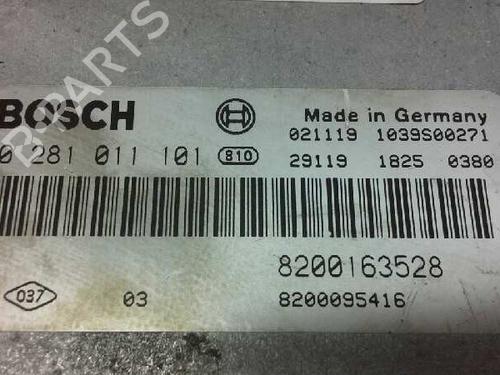 B-PARTS
BOSCH
Made in Germany
021119 1039S00271
0 281 011 101 810
29119 1825 0380
8200163528
037 03
8200095416